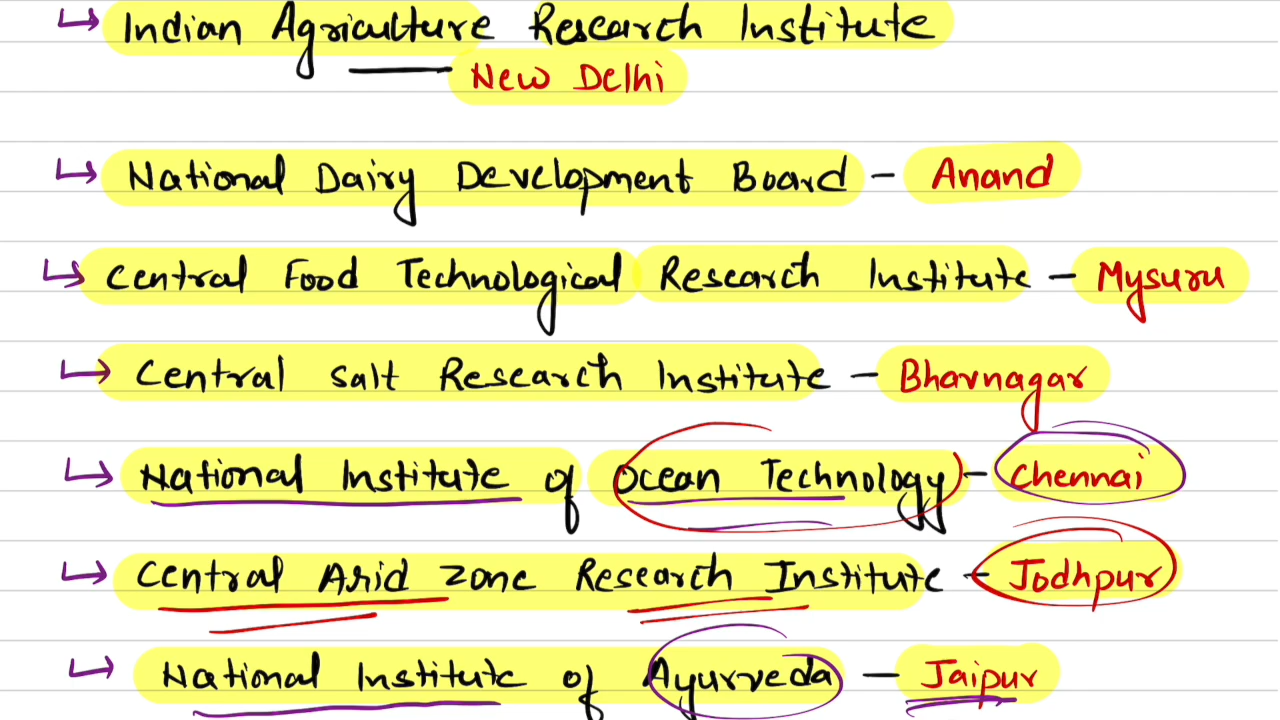 ↳ Indian Agriculture Research Institute
New Delhi
↳ National Dairy Development Board - Anand
↳ Central Food Technological Research Institute - Mysuru
↳ Central Salt Research Institute - Bhavnagar
↳ National Institute of Ocean Technology - Chennai
↳ Central Arid Zone Research Institute - Jodhpur
↳ National Institute of Ayurveda - Jaipur